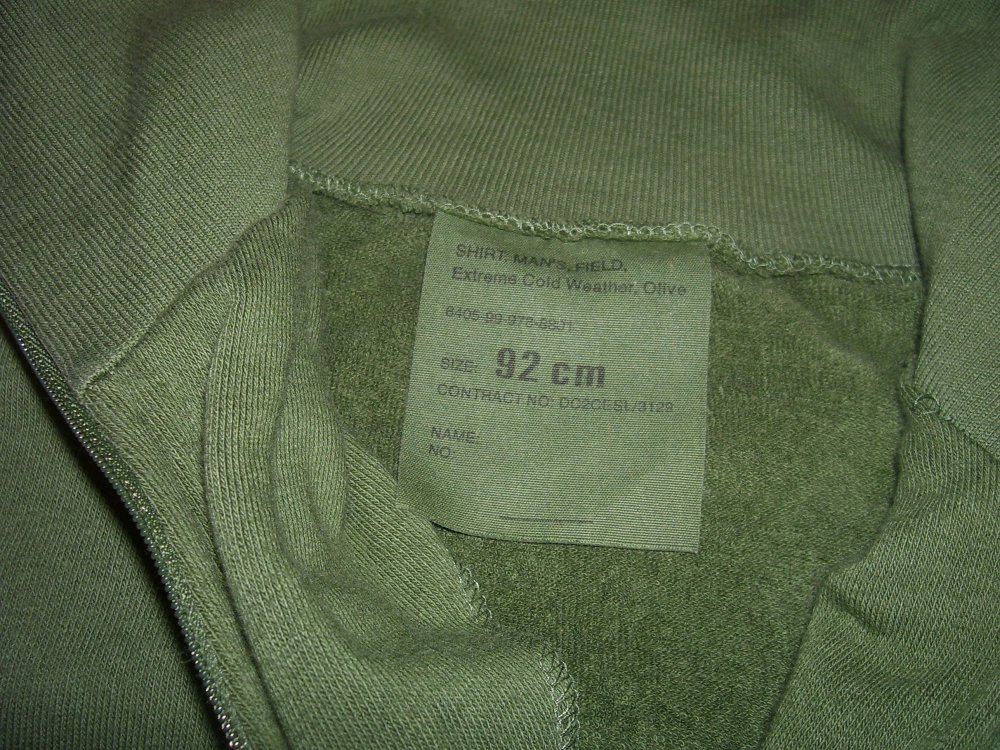 SHIRT, MAN'S, FIELD,
Extreme Cold Weather, Olive
SIZE: 92 cm
CONTRACT NO:
NAME:
NO.